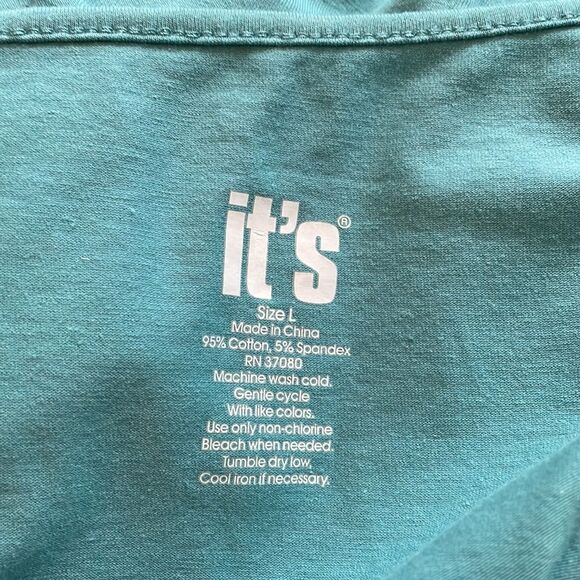 it's®
Size L
Made in China
95% Cotton, 5% Spandex
RN 37080
Machine wash cold.
Gentle cycle
With like colors.
Use only non-chlorine
Bleach when needed.
Tumble dry low,
Cool iron if necessary.